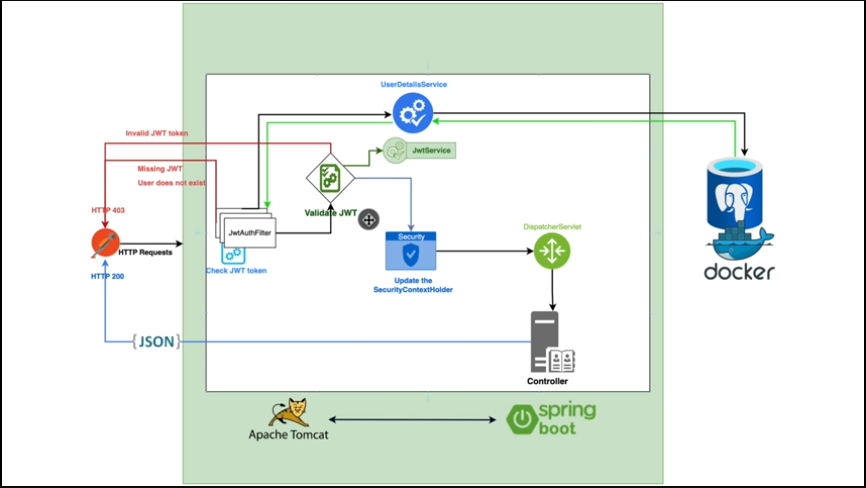 UserDetailsService
Invalid JWT token
JwtService
Missing JWT
User does not exist
HTTP 403
Validate JWT
JwtAuthFilter
DispatcherServlet
Security
HTTP Requests
Check JWT token
HTTP 200
Update the
SecurityContextHolder
docker
{JSON}
Controller
Apache Tomcat
spring
boot